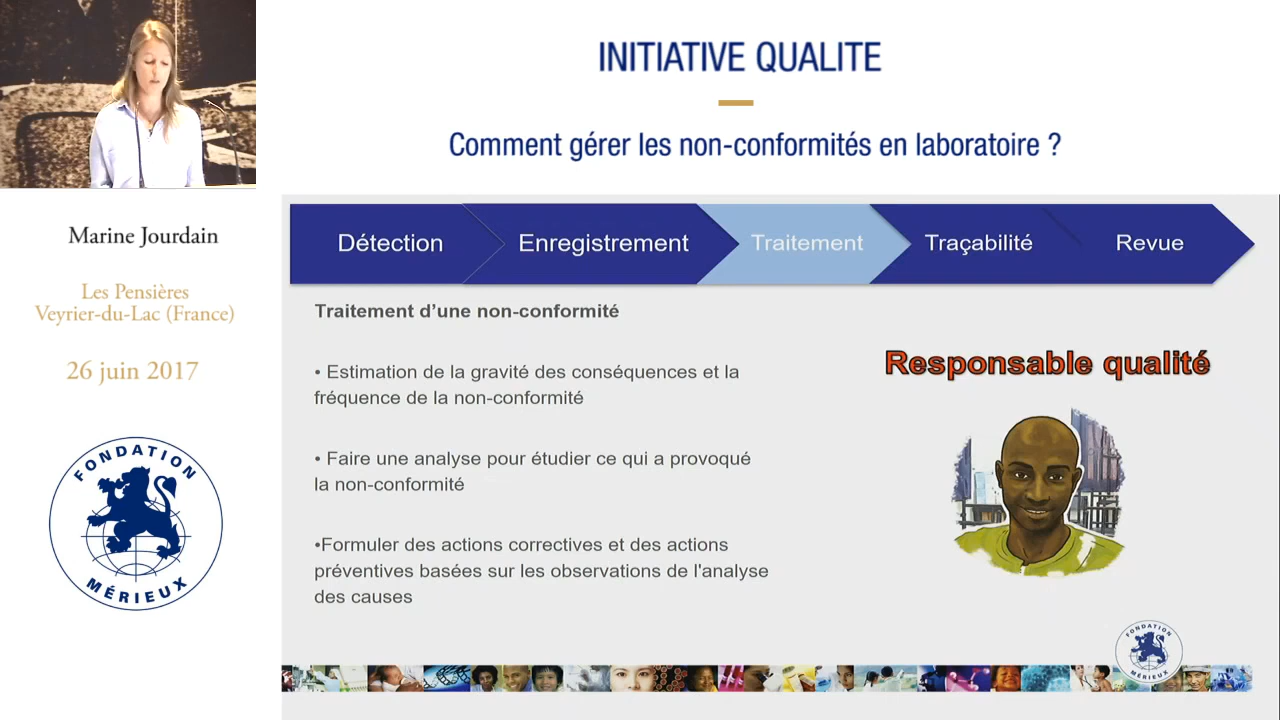 INITIATIVE QUALITE
Comment gérer les non-conformités en laboratoire ?
Marine Jourdain
Les Pensières
Veyrier-du-Lac (France)
26 juin 2017
FONDATION
MÉRIEUX
Détection
Enregistrement
Traitement
Traçabilité
Revue
Traitement d’une non-conformité
• Estimation de la gravité des conséquences et la
fréquence de la non-conformité
• Faire une analyse pour étudier ce qui a provoqué
la non-conformité
•Formuler des actions correctives et des actions
préventives basées sur les observations de l'analyse
des causes
Responsable qualité
FONDATION
MÉRIEUX